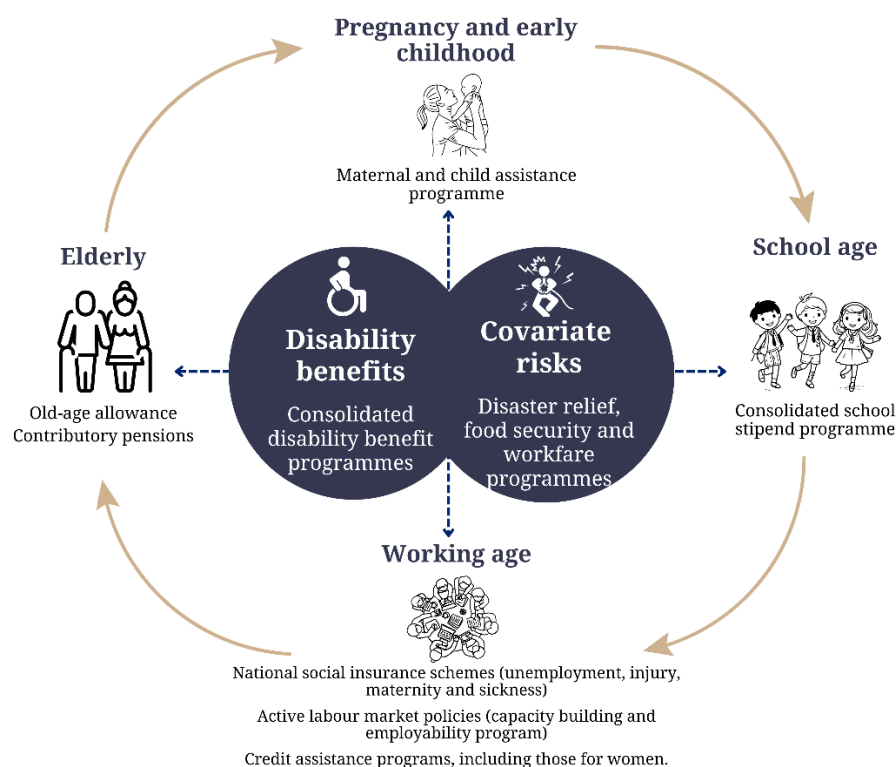 Pregnancy and early
childhood
Maternal and child assistance
programme
Elderly
Old-age allowance
Contributory pensions
Disability
benefits
Consolidated
disability benefit
programmes
Covariate
risks
Disaster relief,
food security and
workfare
programmes
School age
Consolidated school
stipend programme
Working age
National social insurance schemes (unemployment, injury,
maternity and sickness)
Active labour market policies (capacity building and
employability program)
Credit assistance programs, including those for women.